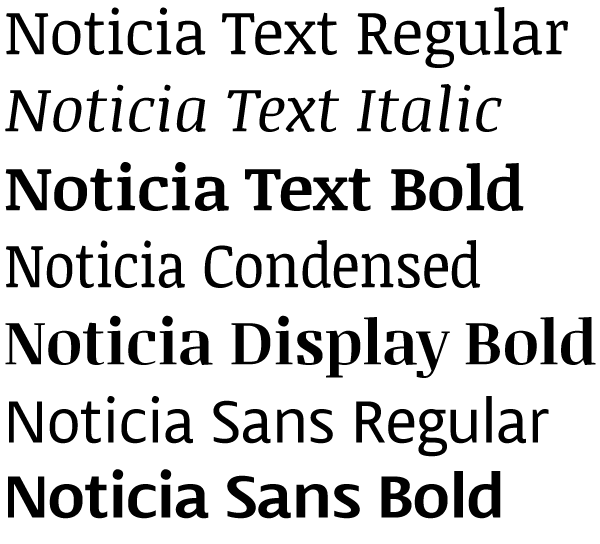 Noticia Text Regular
Noticia Text Italic
Noticia Text Bold
Noticia Condensed
Noticia Display Bold
Noticia Sans Regular
Noticia Sans Bold